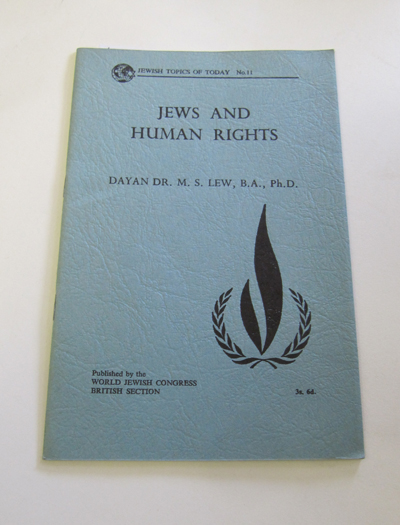 JEWISH TOPICS OF TODAY No.11
JEWS AND
HUMAN RIGHTS
DAYAN DR. M. S. LEW, B.A., Ph.D.
Published by the
WORLD JEWISH CONGRESS
BRITISH SECTION
3s. 6d.